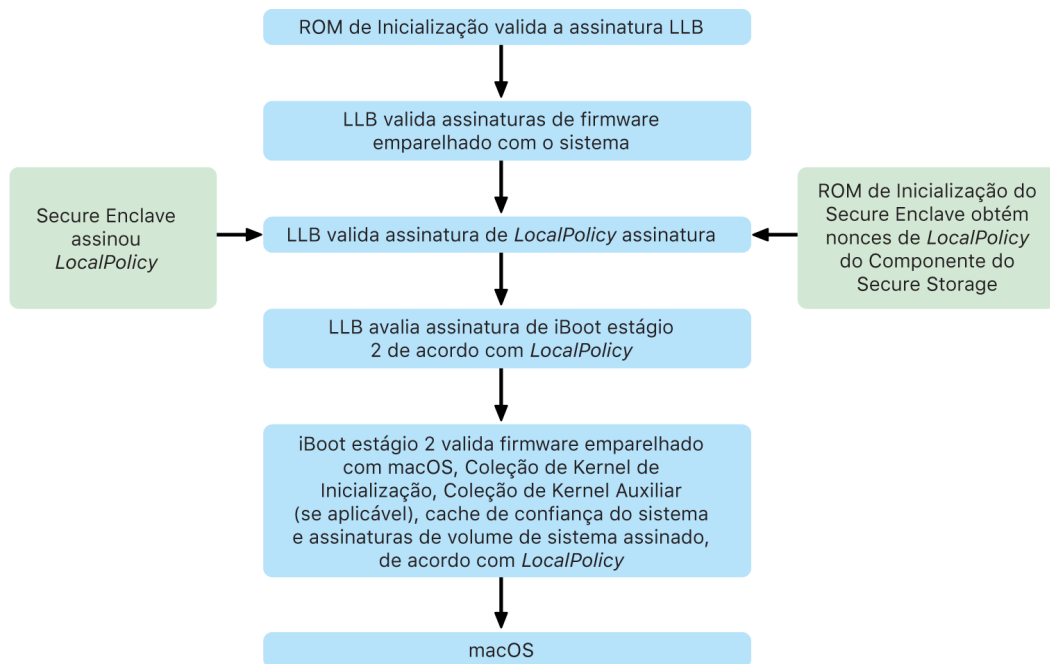 ROM de Inicialização valida a assinatura LLB
LLB valida assinaturas de firmware
emparelhado com o sistema
Secure Enclave
assinou
LocalPolicy
LLB valida assinatura de LocalPolicy assinatura
ROM de Inicialização do
Secure Enclave obtém
nonces de LocalPolicy
do Componente do
Secure Storage
LLB avalia assinatura de iBoot estágio
2 de acordo com LocalPolicy
iBoot estágio 2 valida firmware emparelhado
com macOS, Coleção de Kernel de
Inicialização, Coleção de Kernel Auxiliar
(se aplicável), cache de confiança do sistema
e assinaturas de volume de sistema assinado,
de acordo com LocalPolicy
macOS